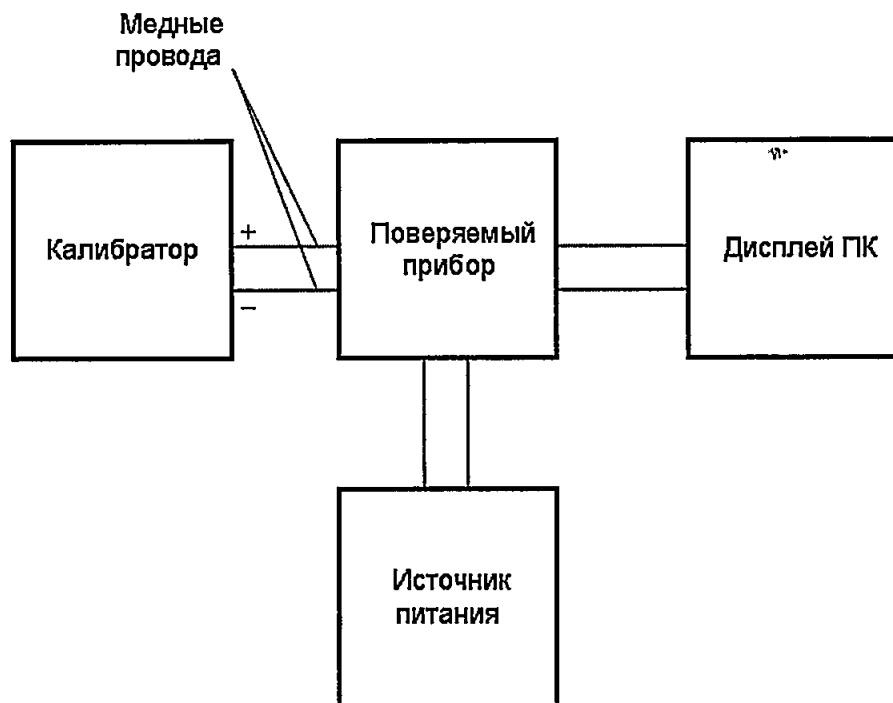 Медные
провода
Калибратор
+
−
Поверяемый
прибор
Дисплей ПК
Источник
питания